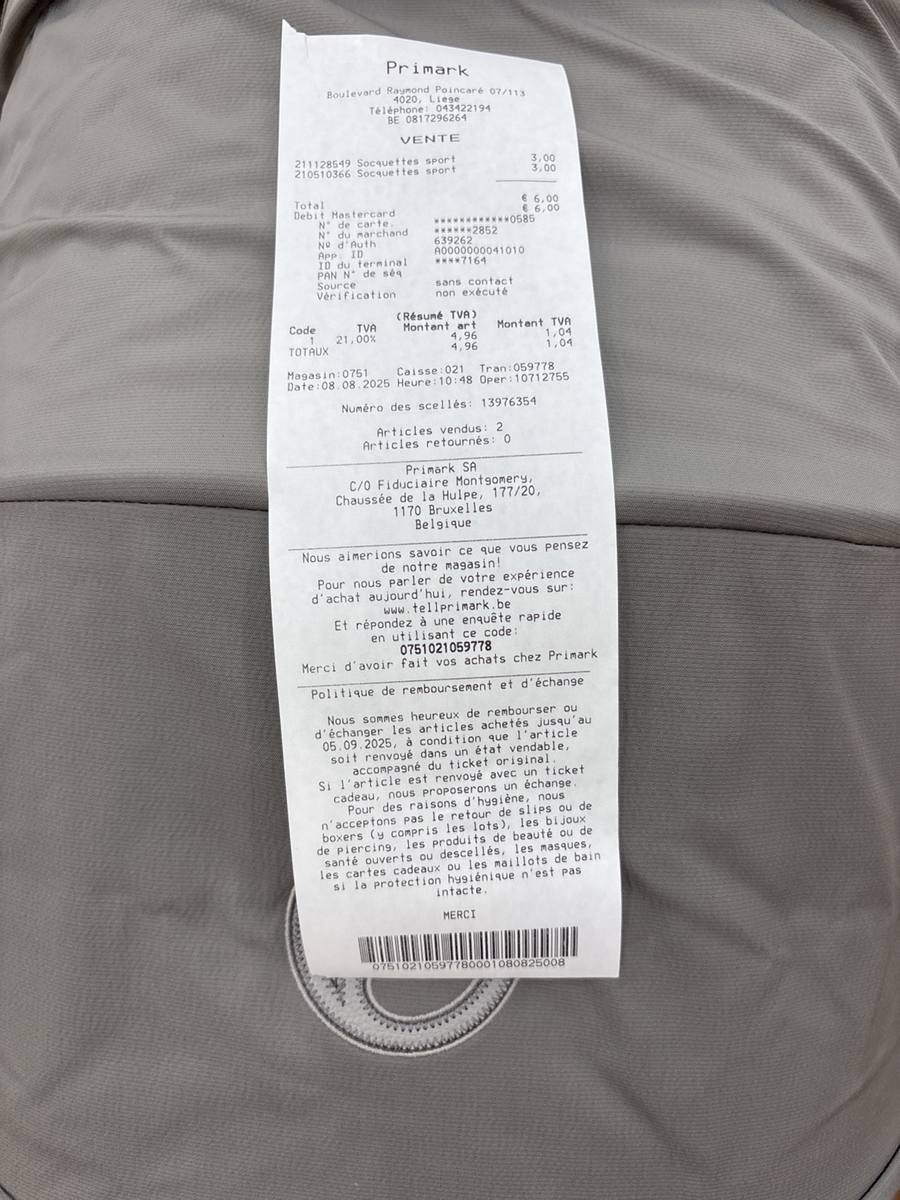 Primark
Boulevard Raymond Poincaré 07/113
4020, Liege
Téléphone: 043422194
BE 0817296264
VENTE
211128549 Socquettes sport 3,00
210510366 Socquettes sport 3,00
Total € 6,00
Debit Mastercard € 6,00
N° de carte. ************0585
N° du marchand ******2852
Nº d'Auth 639262
App. ID A0000000041010
ID du terminal ****7164
PAN N° de séq
Source sans contact
Vérification non exécuté
(Résumé TVA)
Code TVA Montant art Montant TVA
1 21,00% 4,96 1,04
TOTAUX 4,96 1,04
Magasin:0751 Caisse:021 Tran:059778
Date:08.08.2025 Heure:10:48 Oper:10712755
Numéro des scellés: 13976354
Articles vendus: 2
Articles retournés: 0
Primark SA
C/O Fiduciaire Montgomery,
Chaussée de la Hulpe, 177/20,
1170 Bruxelles
Belgique
Nous aimerions savoir ce que vous pensez
de notre magasin!
Pour nous parler de votre expérience
d'achat aujourd'hui, rendez-vous sur:
www.tellprimark.be
Et répondez à une enquête rapide
en utilisant ce code:
0751021059778
Merci d'avoir fait vos achats chez Primark
Politique de remboursement et d'échange
Nous sommes heureux de rembourser ou
d'échanger les articles achetés jusqu'au
05.09.2025, à condition que l'article
soit renvoyé dans un état vendable,
accompagné du ticket original.
Si l'article est renvoyé avec un ticket
cadeau, nous proposerons un échange.
Pour des raisons d'hygiène, nous
n'acceptons pas le retour de slips ou de
boxers (y compris les lots), les bijoux
de piercing, les produits de beauté ou de
santé ouverts ou descellés, les masques,
les cartes cadeaux ou les maillots de bain
si la protection hygiénique n'est pas
intacte.
MERCI
07510210597780001080825008